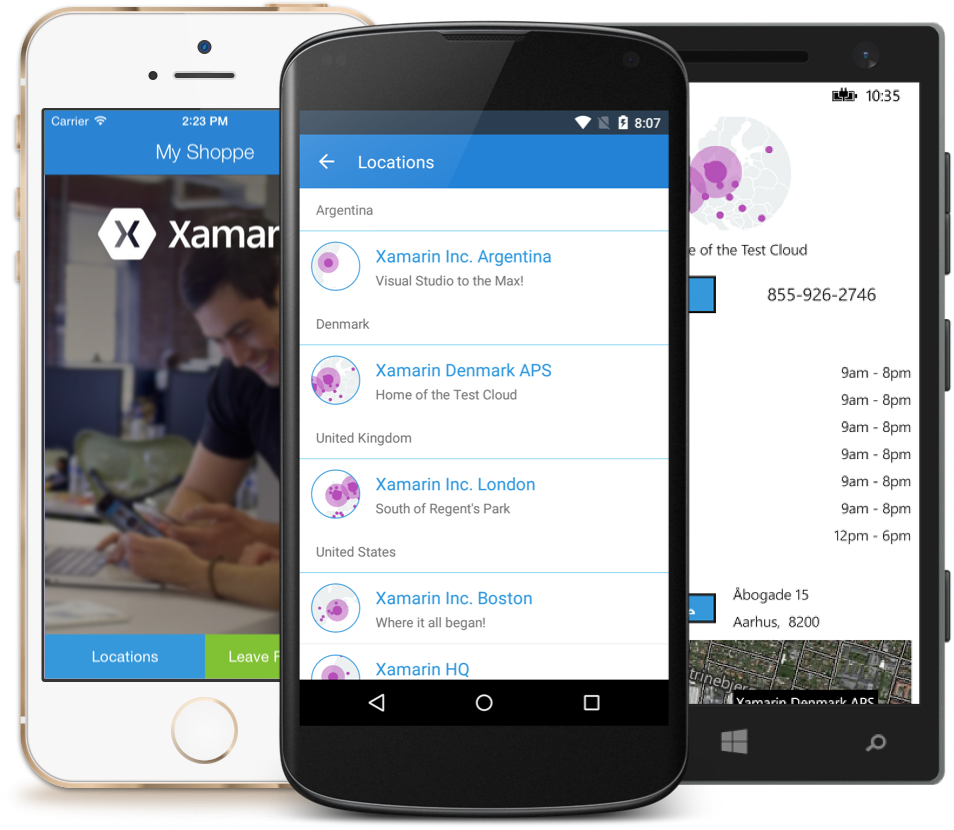 Carrier
2:23 PM
My Shoppe
Xamar
Locations
Leave F
8:07
Locations
Argentina
Xamarin Inc. Argentina
Visual Studio to the Max!
Denmark
Xamarin Denmark APS
Home of the Test Cloud
United Kingdom
Xamarin Inc. London
South of Regent's Park
United States
Xamarin Inc. Boston
Where it all began!
Xamarin HQ
10:35
e of the Test Cloud
855-926-2746
9am - 8pm
9am - 8pm
9am - 8pm
9am - 8pm
9am - 8pm
9am - 8pm
12pm - 6pm
Åbogade 15
Aarhus, 8200
trinebjer
Xamarin Denmark APS